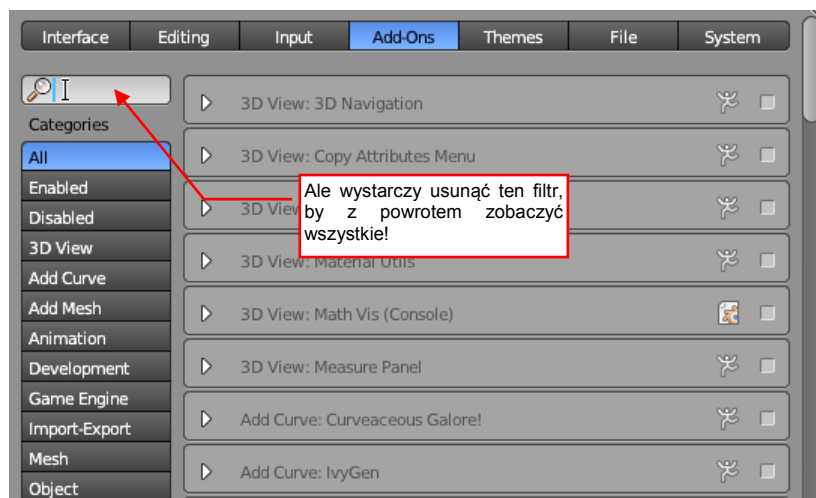 Interface Editing Input Add-Ons Themes File System
Categories
All
Enabled
Disabled
3D View
Add Curve
Add Mesh
Animation
Development
Game Engine
Import-Export
Mesh
Object
3D View: 3D Navigation
3D View: Copy Attributes Menu
3D View
3D View: Material Utils
3D View: Math Vis (Console)
3D View: Measure Panel
Add Curve: Curveaceous Galore!
Add Curve: IvyGen
Ale wystarczy usunąć ten filtr,
by z powrotem zobaczyć
wszystkie!